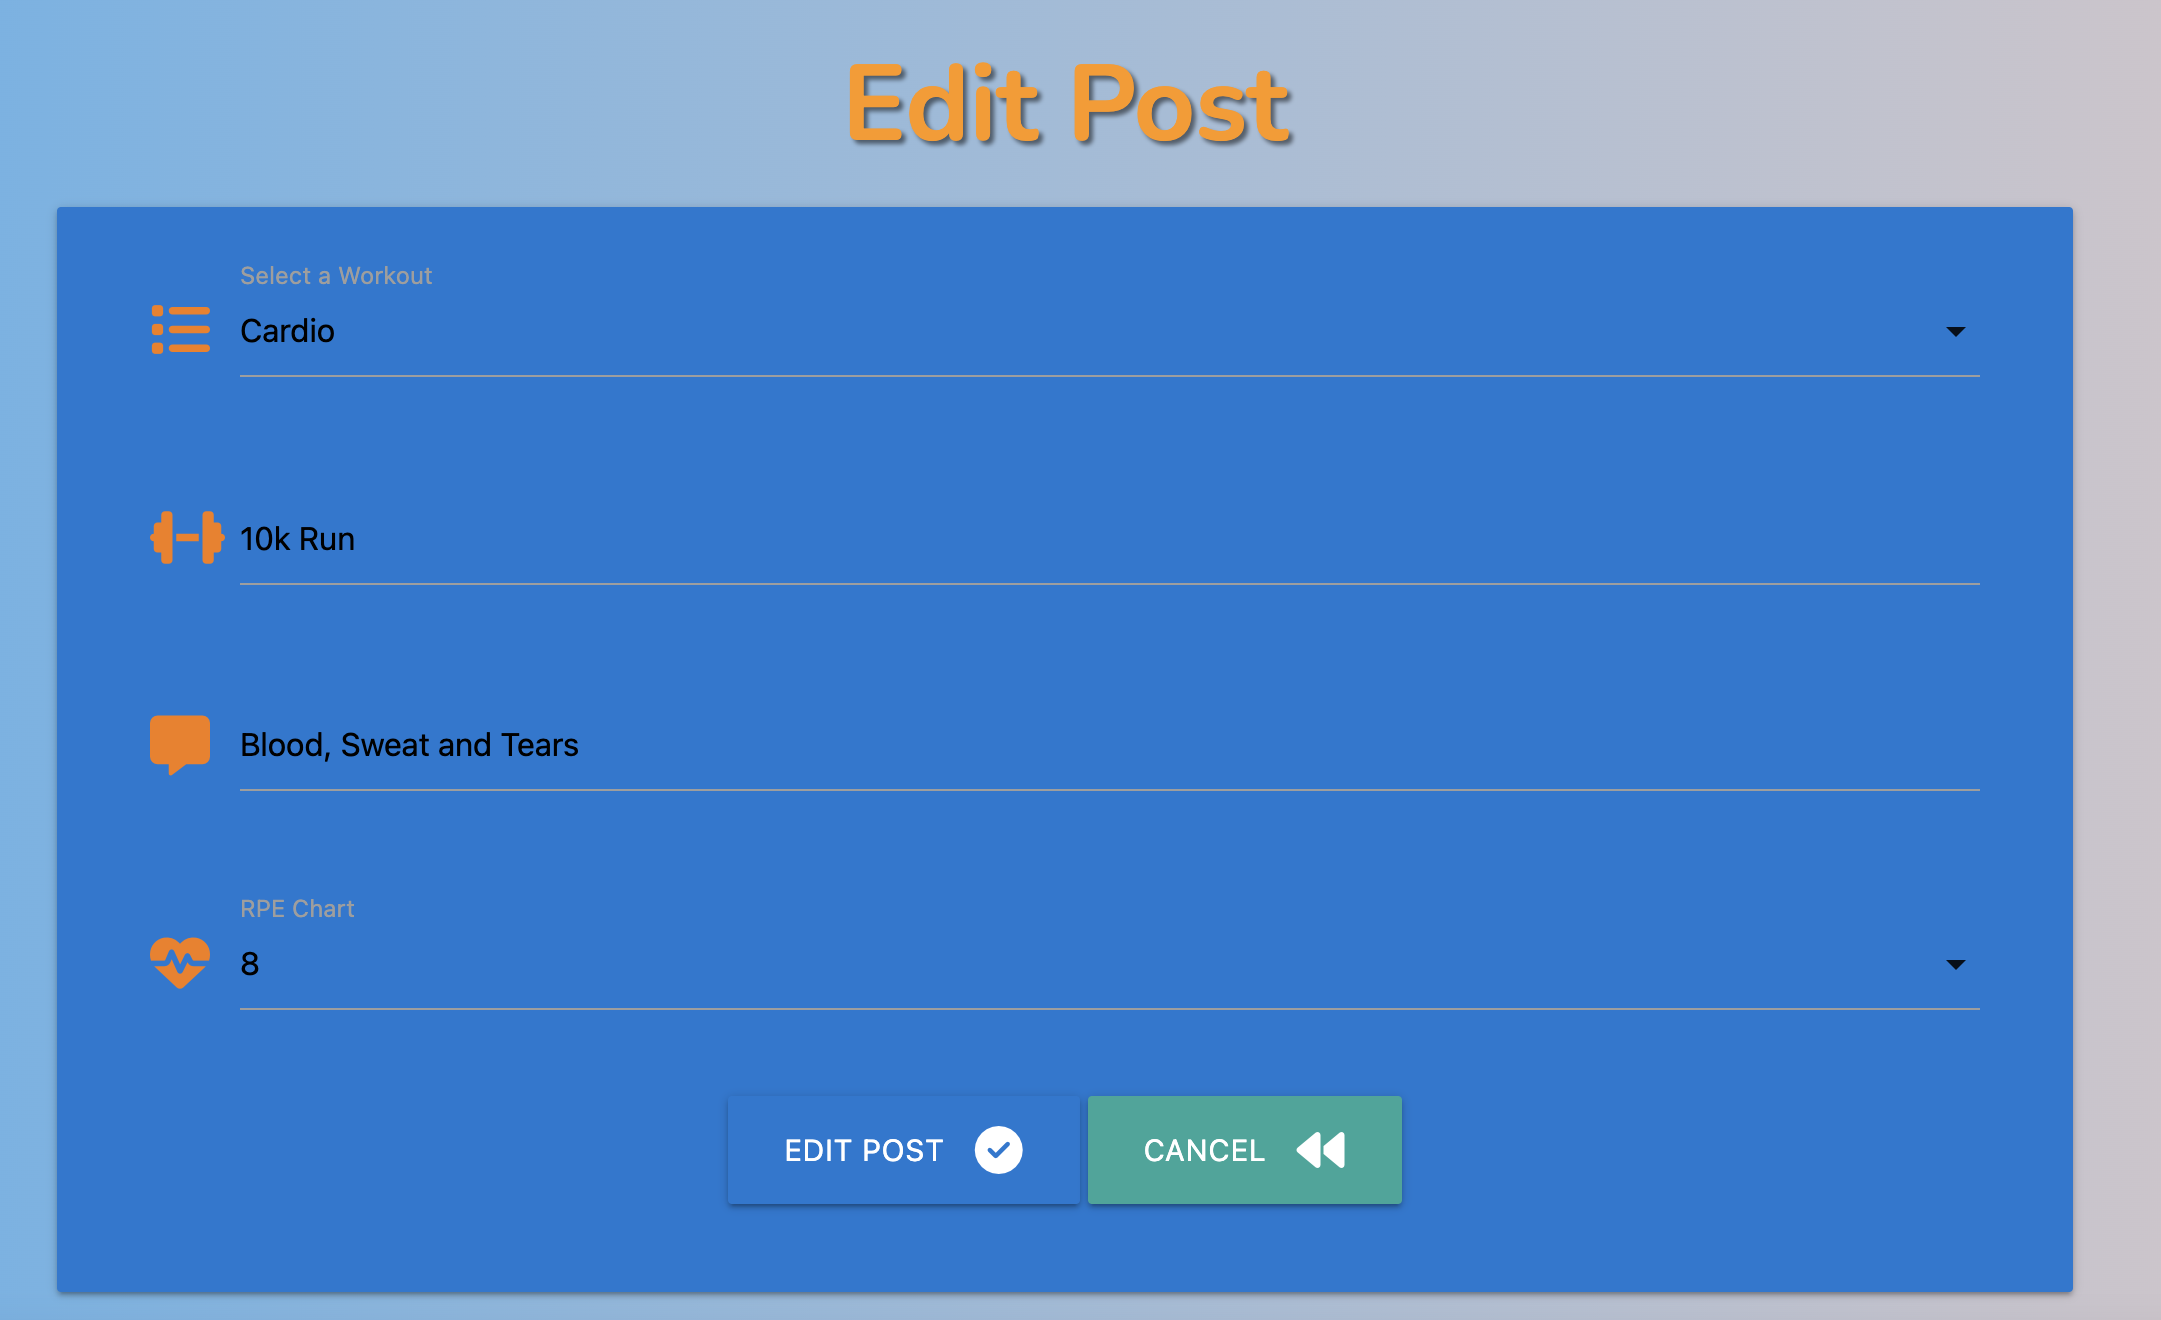 Edit Post
Select a Workout
Cardio
10k Run
Blood, Sweat and Tears
RPE Chart
8
EDIT POST
CANCEL